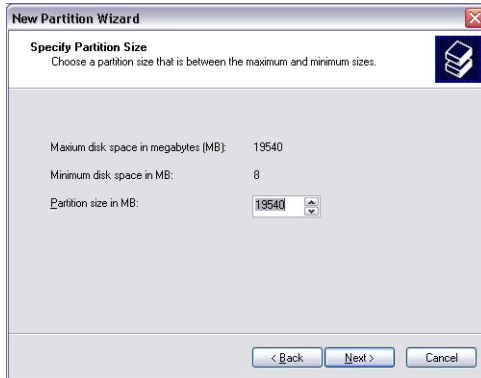 New Partition Wizard
Specify Partition Size
Choose a partition size that is between the maximum and minimum sizes.
Maxium disk space in megabytes (MB): 19540
Minimum disk space in MB: 8
Partition size in MB: 19540
< Back Next > Cancel